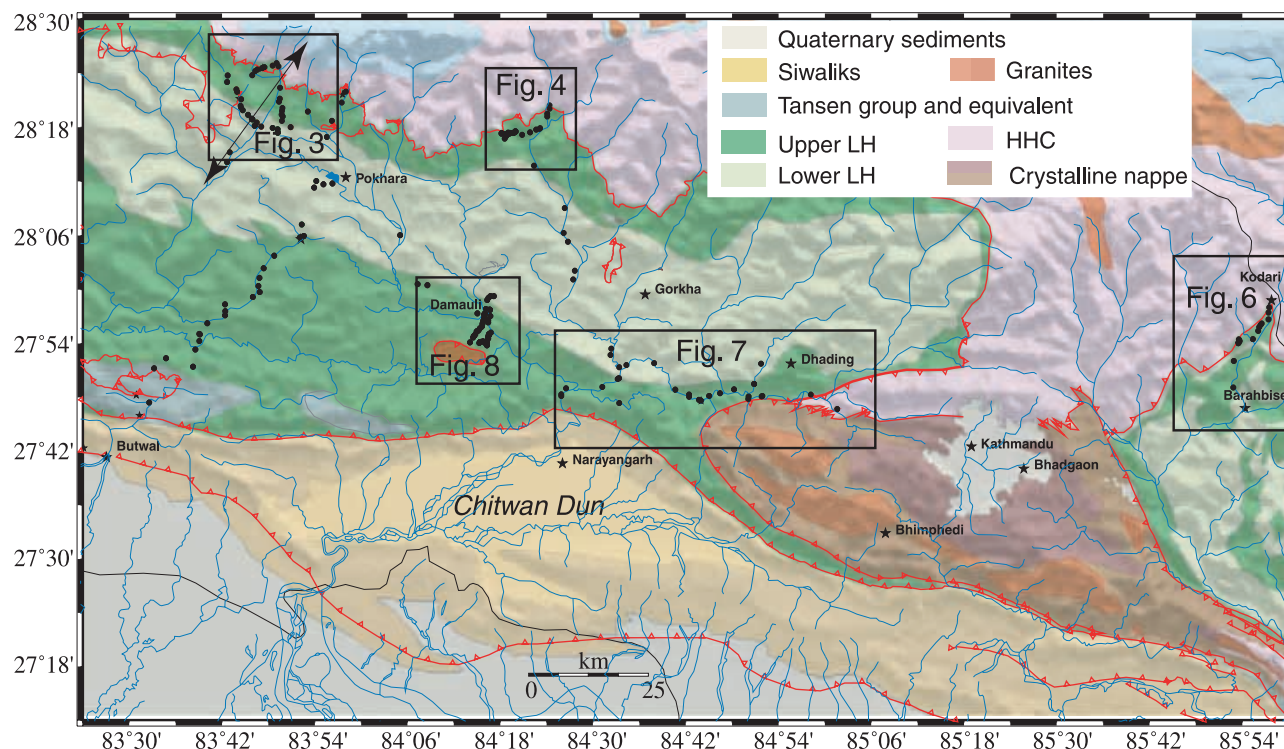 28°30'
28°18'
28°06'
27°54'
27°42'
27°30'
27°18'
Quaternary sediments
Siwaliks
Granites
Tansen group and equivalent
Upper LH
HHC
Lower LH
Crystalline nappe
Fig. 3
Fig. 4
Pokhara
Gorkha
Kodari
Fig. 6
Damauli
Fig. 8
Fig. 7
Dhading
Barahbise
Butwal
Narayangarh
Kathmandu
Bhadgaon
Chitwan Dun
Bhimphedi
km
0 25
83°30' 83°42' 83°54' 84°06' 84°18' 84°30' 84°42' 84°54' 85°06' 85°18' 85°30' 85°42' 85°54'